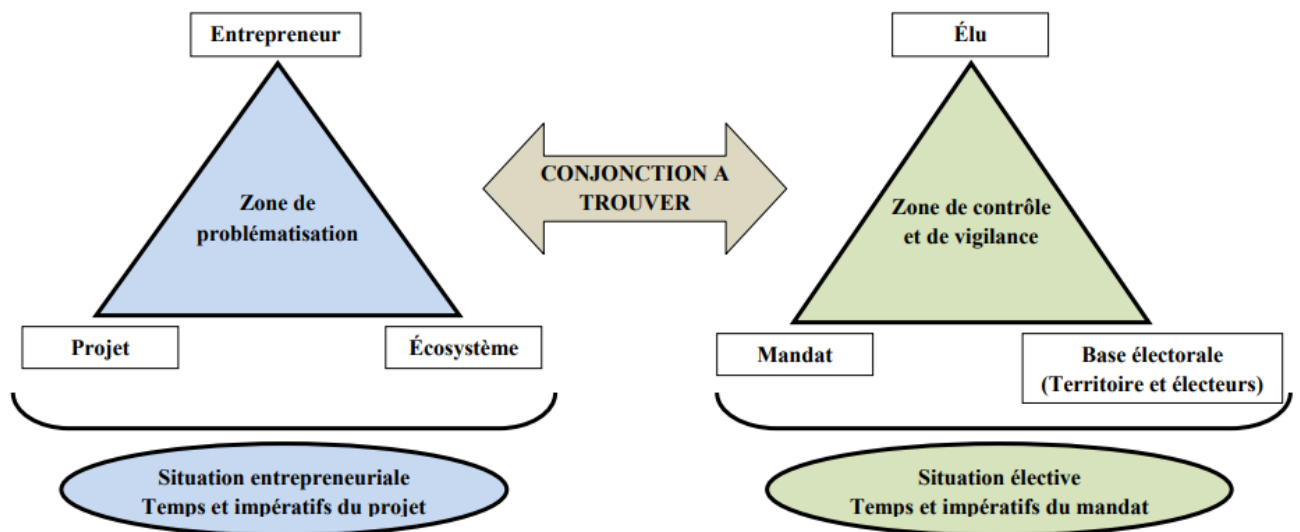 Entrepreneur
Élu
CONJONCTION A
TROUVER
Zone de
problématisation
Zone de contrôle
et de vigilance
Projet
Écosystème
Mandat
Base électorale
(Territoire et électeurs)
Situation entrepreneuriale
Temps et impératifs du projet
Situation élective
Temps et impératifs du mandat